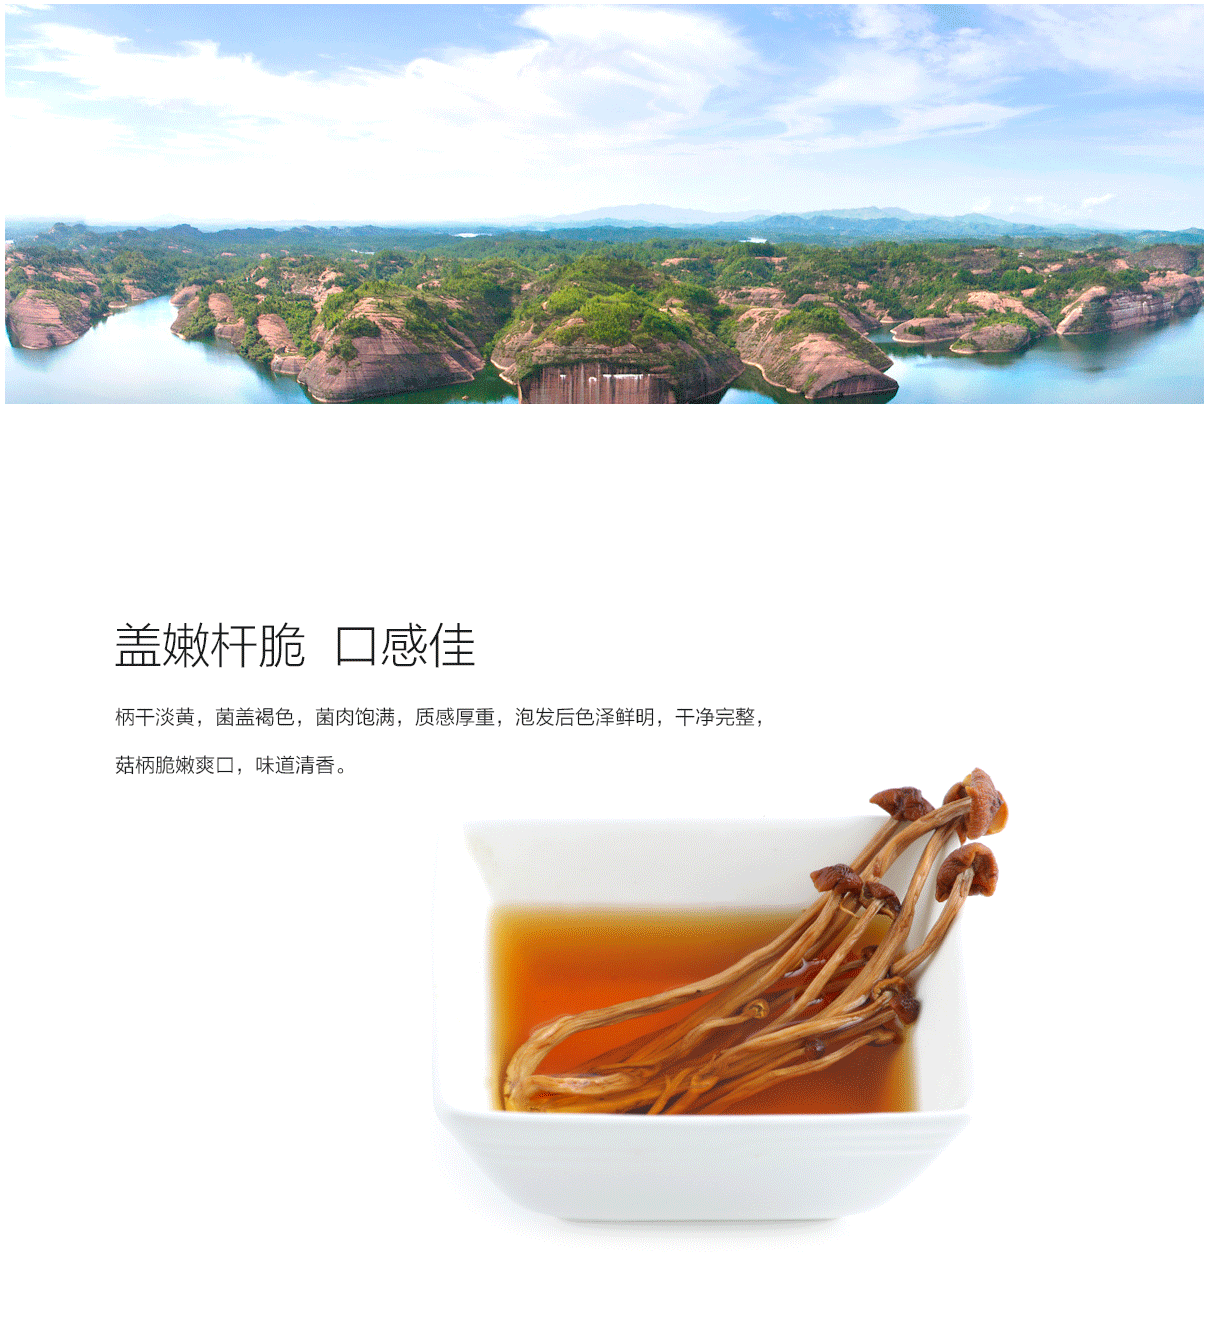 盖嫩杆脆 口感佳
柄干淡黄，菌盖褐色，菌肉饱满，质感厚重，泡发后色泽鲜明，干净完整，
菇柄脆嫩爽口，味道清香。